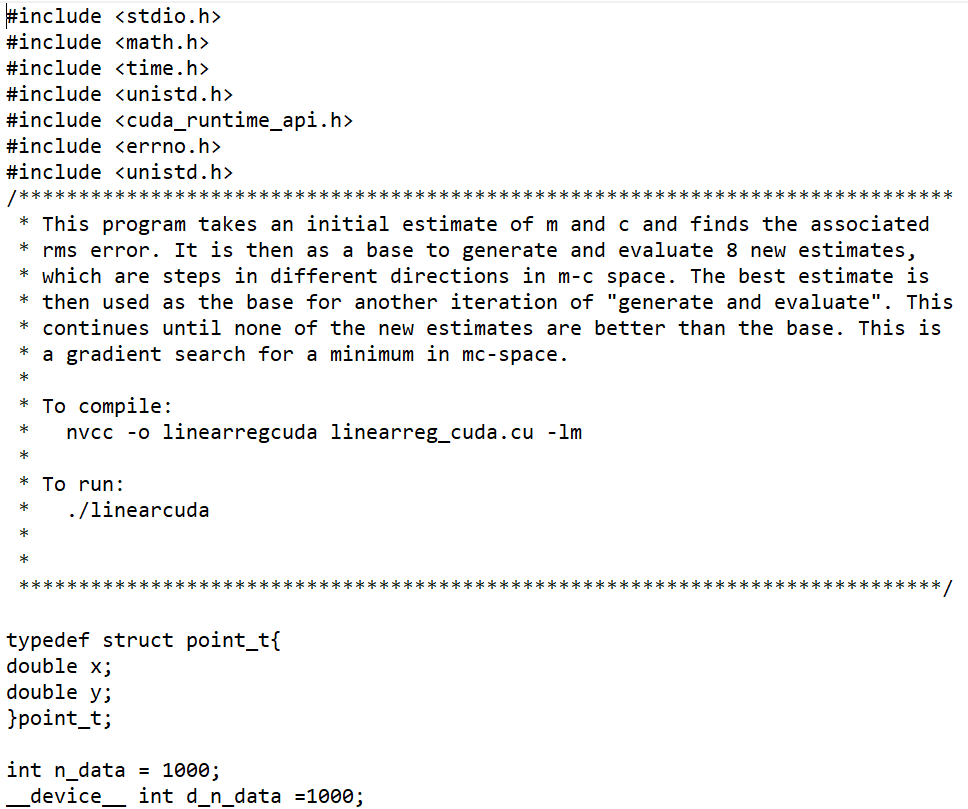 #include <stdio.h>
#include <math.h>
#include <time.h>
#include <unistd.h>
#include <cuda_runtime_api.h>
#include <errno.h>
#include <unistd.h>
/******************************************************************************
 * This program takes an initial estimate of m and c and finds the associated
 * rms error. It is then as a base to generate and evaluate 8 new estimates,
 * which are steps in different directions in m-c space. The best estimate is
 * then used as the base for another iteration of "generate and evaluate". This
 * continues until none of the new estimates are better than the base. This is
 * a gradient search for a minimum in mc-space.
 *
 * To compile:
 *   nvcc -o linearregcuda linearreg_cuda.cu -lm
 *
 * To run:
 *   ./linearcuda
 *
 *
 *****************************************************************************/

typedef struct point_t{
double x;
double y;
}point_t;

int n_data = 1000;
__device__ int d_n_data =1000;